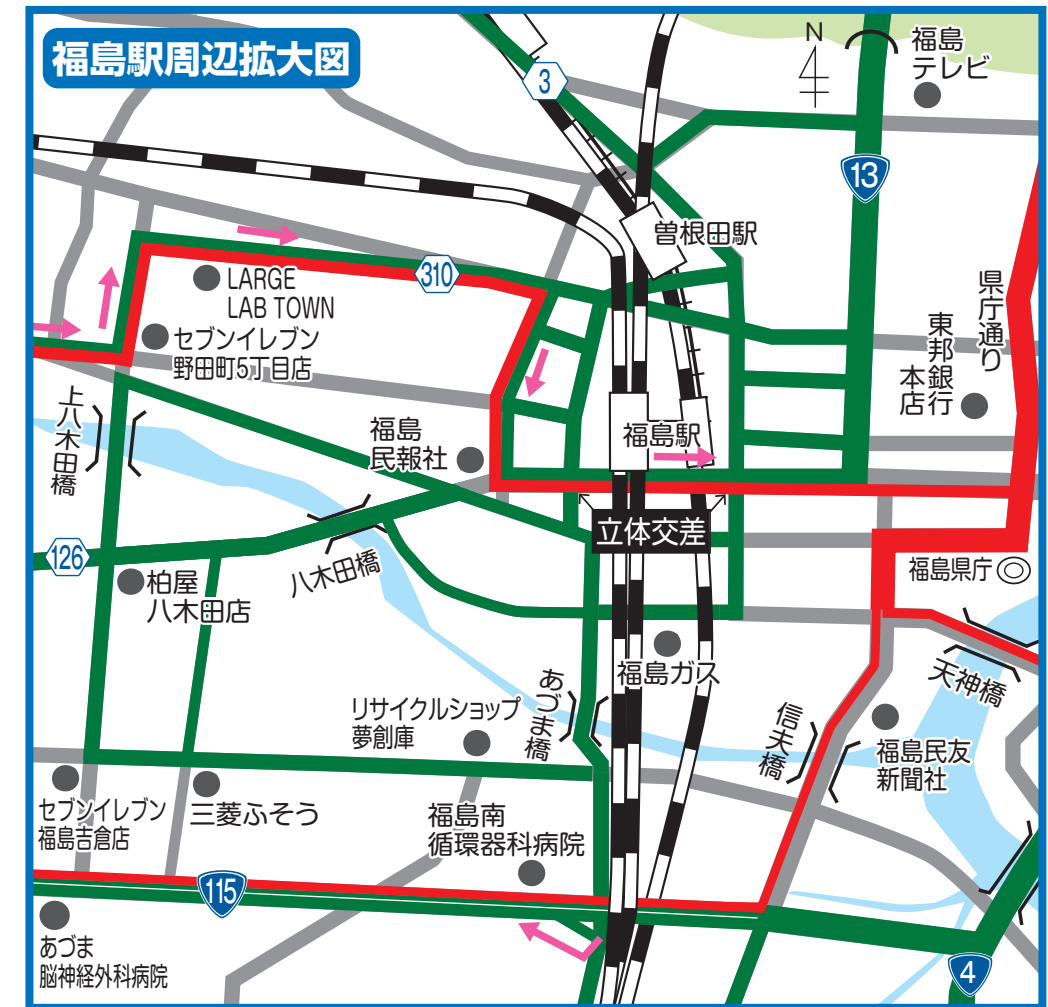 福島駅周辺拡大図
N
福島
テレビ
3
13
曽根田駅
310
LARGE
LAB TOWN
セブンイレブン
野田町5丁目店
県庁通り
東邦銀行
本店
上八木田橋
福島
民報社
福島駅
立体交差
126
八木田橋
柏屋
八木田店
福島県庁
福島ガス
天神橋
あづま橋
リサイクルショップ
夢創庫
信夫橋
福島民友
新聞社
セブンイレブン
福島吉倉店
三菱ふそう
福島南
循環器科病院
115
あづま
脳神経外科病院
4